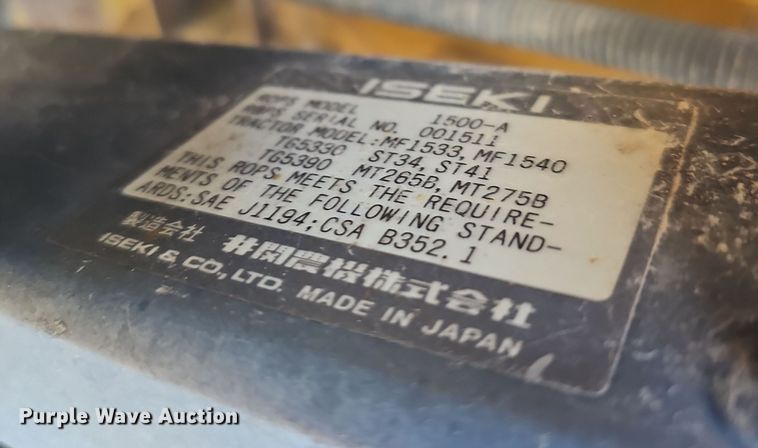 ISEKI
ROPS MODEL 1500-A
ROPS SERIAL NO. 001511
TRACTOR MODEL:MF1533, MF1540
TG5330 ST34, ST41
TG5390 MT265B, MT275B
THIS ROPS MEETS THE REQUIRE-
MENTS OF THE FOLLOWING STAND-
ARDS:SAE J1194;CSA B352.1
製造会社 井関農機株式会社
ISEKI & CO., LTD. MADE IN JAPAN
Purple Wave Auction